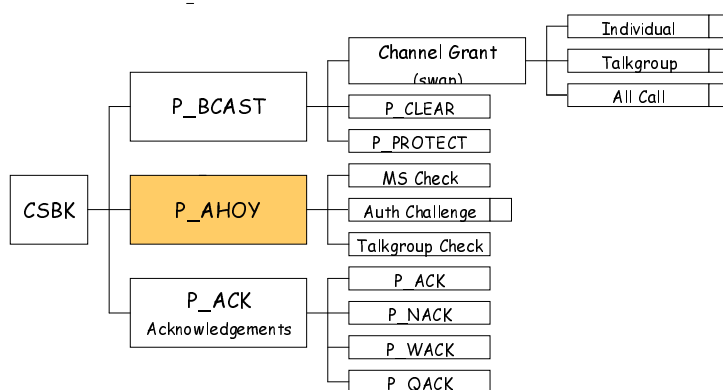 Individual
Channel Grant
(swap)
Talkgroup
All Call
P_BCAST
P_CLEAR
P_PROTECT
MS Check
CSBK
P_AHOY
Auth Challenge
Talkgroup Check
P_ACK
Acknowledgements
P_ACK
P_NACK
P_WACK
P_QACK